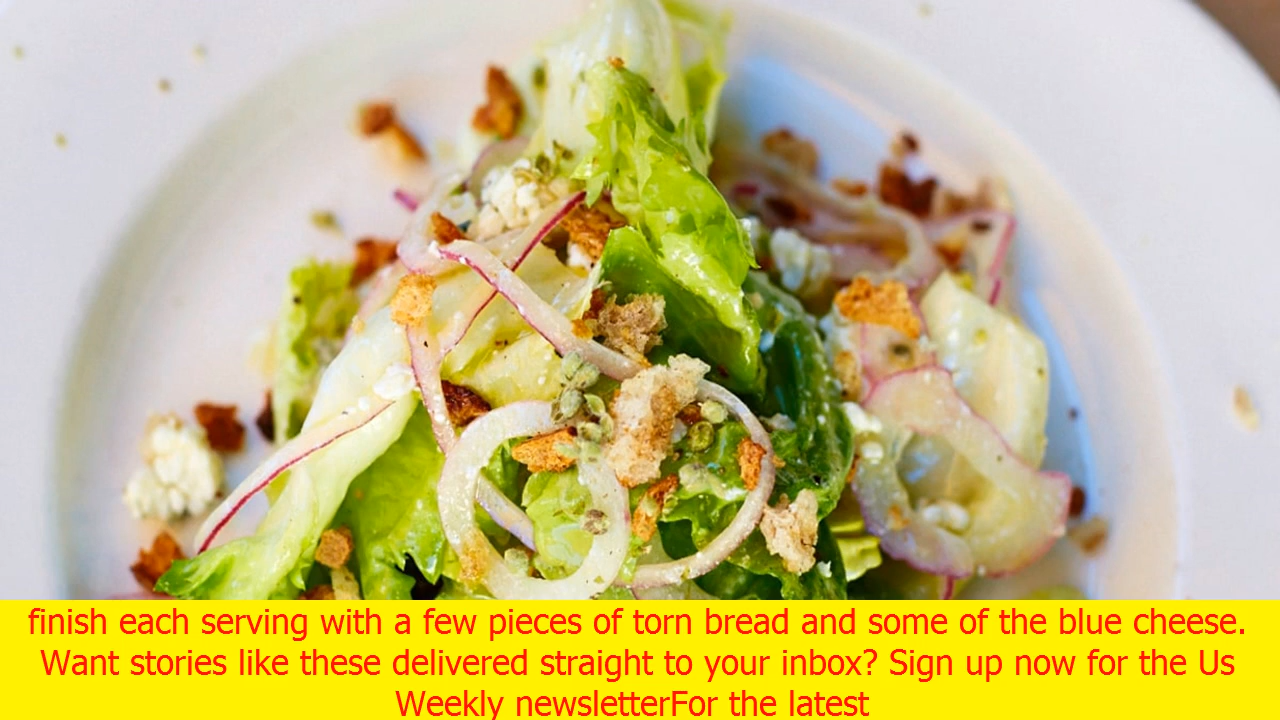 finish each serving with a few pieces of torn bread and some of the blue cheese.
Want stories like these delivered straight to your inbox? Sign up now for the Us
Weekly newsletterFor the latest